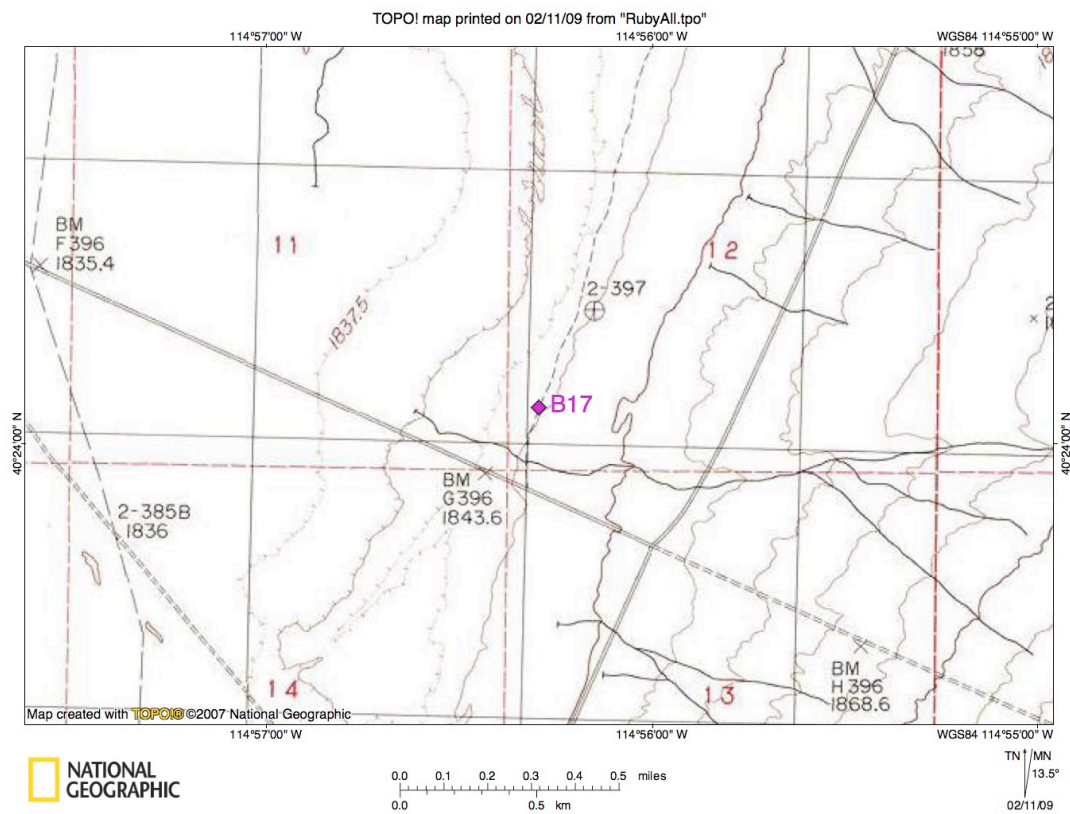 TOPO! map printed on 02/11/09 from "RubyAll.tpo"
114°57'00" W
114°56'00" W
WGS84 114°55'00" W
1858
BM
F 396
1835.4
11
12
2-397
1837.5
B17
40°24'00" N
40°24'00" N
BM
G 396
1843.6
2-385B
1836
BM
H 396
1868.6
14
13
Map created with TOPO!® ©2007 National Geographic
114°57'00" W
114°56'00" W
WGS84 114°55'00" W
NATIONAL
GEOGRAPHIC
0.0 0.1 0.2 0.3 0.4 0.5 miles
0.0 0.5 km
TN MN
13.5°
02/11/09